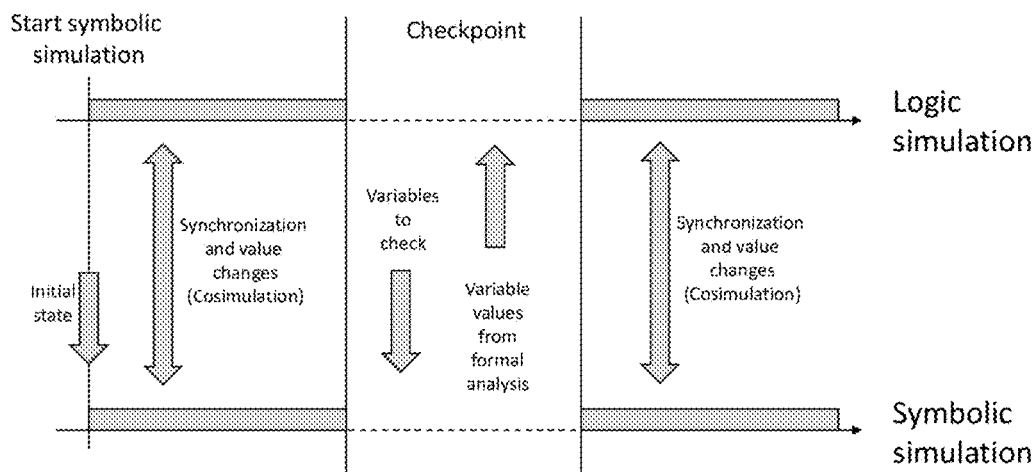 Start symbolic
simulation
Checkpoint
Logic
simulation
Initial
state
Synchronization
and value
changes
(Cosimulation)
Variables
to
check
Variable
values
from
formal
analysis
Synchronization
and value
changes
(Cosimulation)
Symbolic
simulation